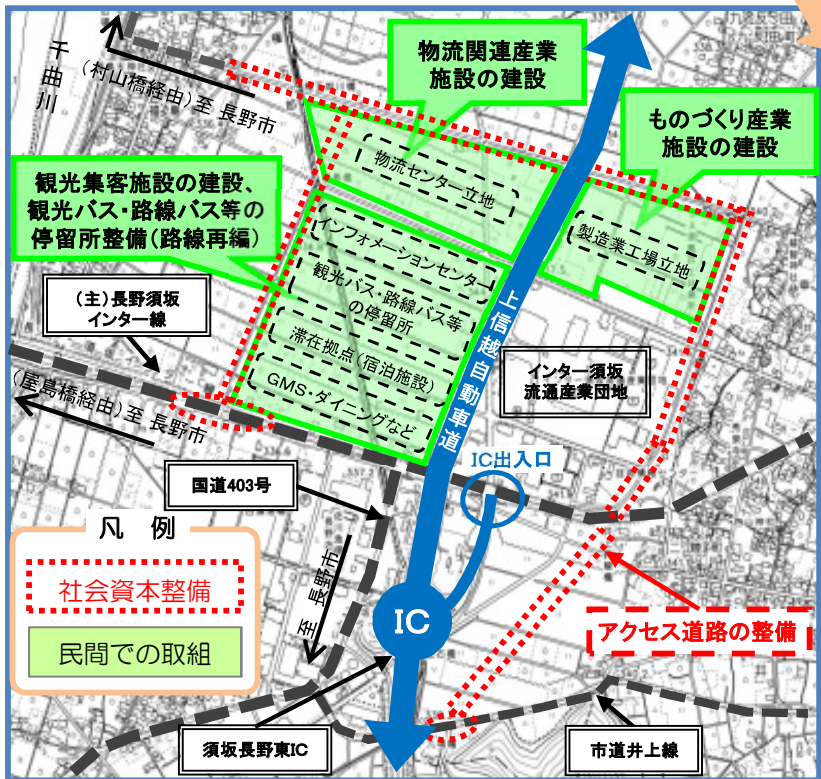 千曲川
(村山橋経由)至 長野市
物流関連産業
施設の建設
ものづくり産業
施設の建設
観光集客施設の建設、
観光バス・路線バス等の
停留所整備(路線再編)
物流センター立地
製造業工場立地
インフォメーションセンター
観光バス・路線バス等
の停留所
滞在拠点(宿泊施設)
GMS・ダイニングなど
上信越自動車道
(主)長野須坂
インター線
(屋島橋経由)至 長野市
インター須坂
流通産業団地
IC出入口
国道403号
至 長野市
凡 例
社会資本整備
民間での取組
IC
アクセス道路の整備
須坂長野東IC
市道井上線